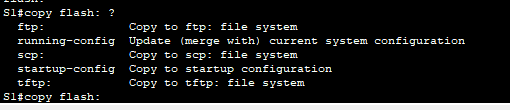 S1#copy flash: ?
ftp: Copy to ftp: file system
running-config Update (merge with) current system configuration
scp: Copy to scp: file system
startup-config Copy to startup configuration
tftp: Copy to tftp: file system
S1#copy flash: